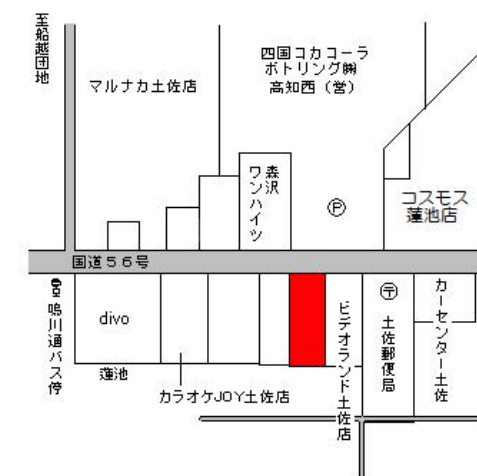 至船越団地
マルナカ土佐店
四国コカコーラ
ボトリング㈱
高知西（営）
森沢
ワンハイツ
Ⓟ
コスモス
蓮池店
国道５６号
鳴川通バス停
divo
蓮池
カラオケJOY土佐店
ビデオランド土佐店
〒
土佐郵便局
カーセンター土佐